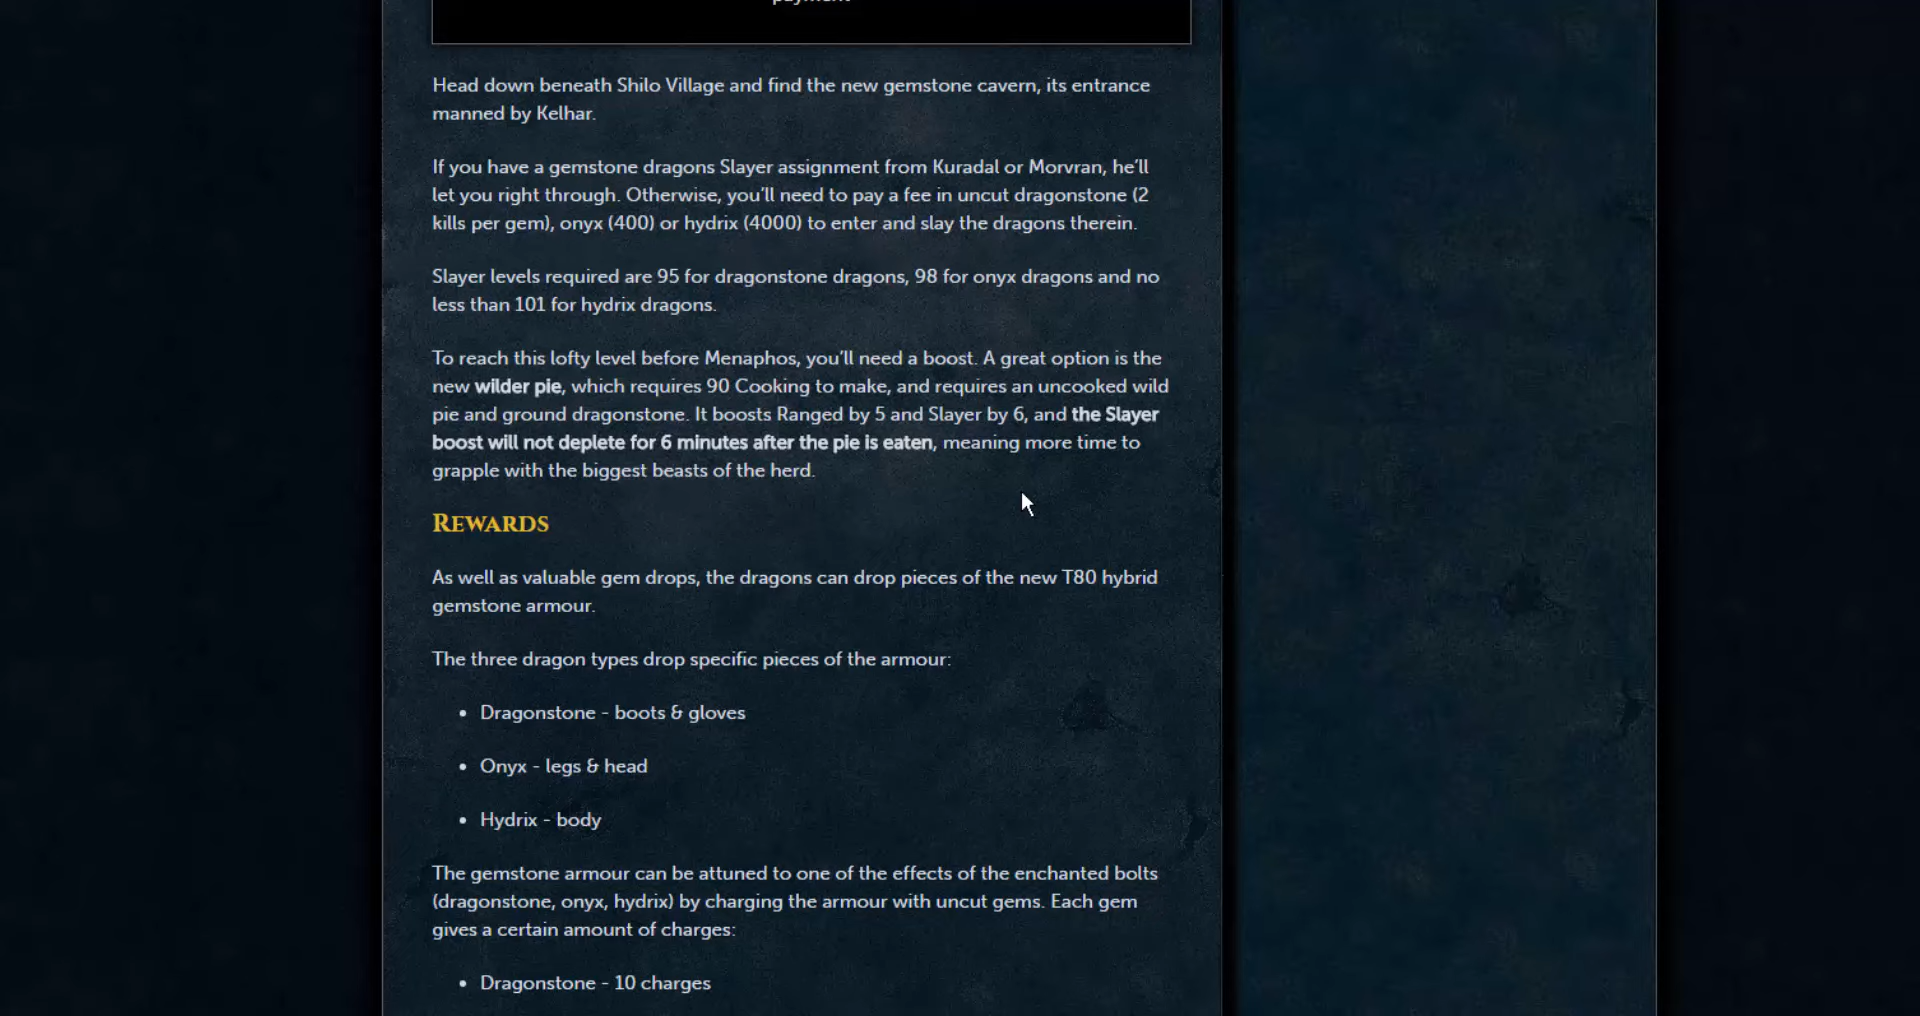 payment
Head down beneath Shilo Village and find the new gemstone cavern, its entrance
manned by Kelhar.
If you have a gemstone dragons Slayer assignment from Kuradal or Morvran, he'll
let you right through. Otherwise, you'll need to pay a fee in uncut dragonstone (2
kills per gem), onyx (400) or hydrix (4000) to enter and slay the dragons therein.
Slayer levels required are 95 for dragonstone dragons, 98 for onyx dragons and no
less than 101 for hydrix dragons.
To reach this lofty level before Menaphos, you'll need a boost. A great option is the
new wilder pie, which requires 90 Cooking to make, and requires an uncooked wild
pie and ground dragonstone. It boosts Ranged by 5 and Slayer by 6, and the Slayer
boost will not deplete for 6 minutes after the pie is eaten, meaning more time to
grapple with the biggest beasts of the herd.
REWARDS
As well as valuable gem drops, the dragons can drop pieces of the new T80 hybrid
gemstone armour.
The three dragon types drop specific pieces of the armour:
• Dragonstone - boots & gloves
• Onyx - legs & head
• Hydrix - body
The gemstone armour can be attuned to one of the effects of the enchanted bolts
(dragonstone, onyx, hydrix) by charging the armour with uncut gems. Each gem
gives a certain amount of charges:
• Dragonstone - 10 charges